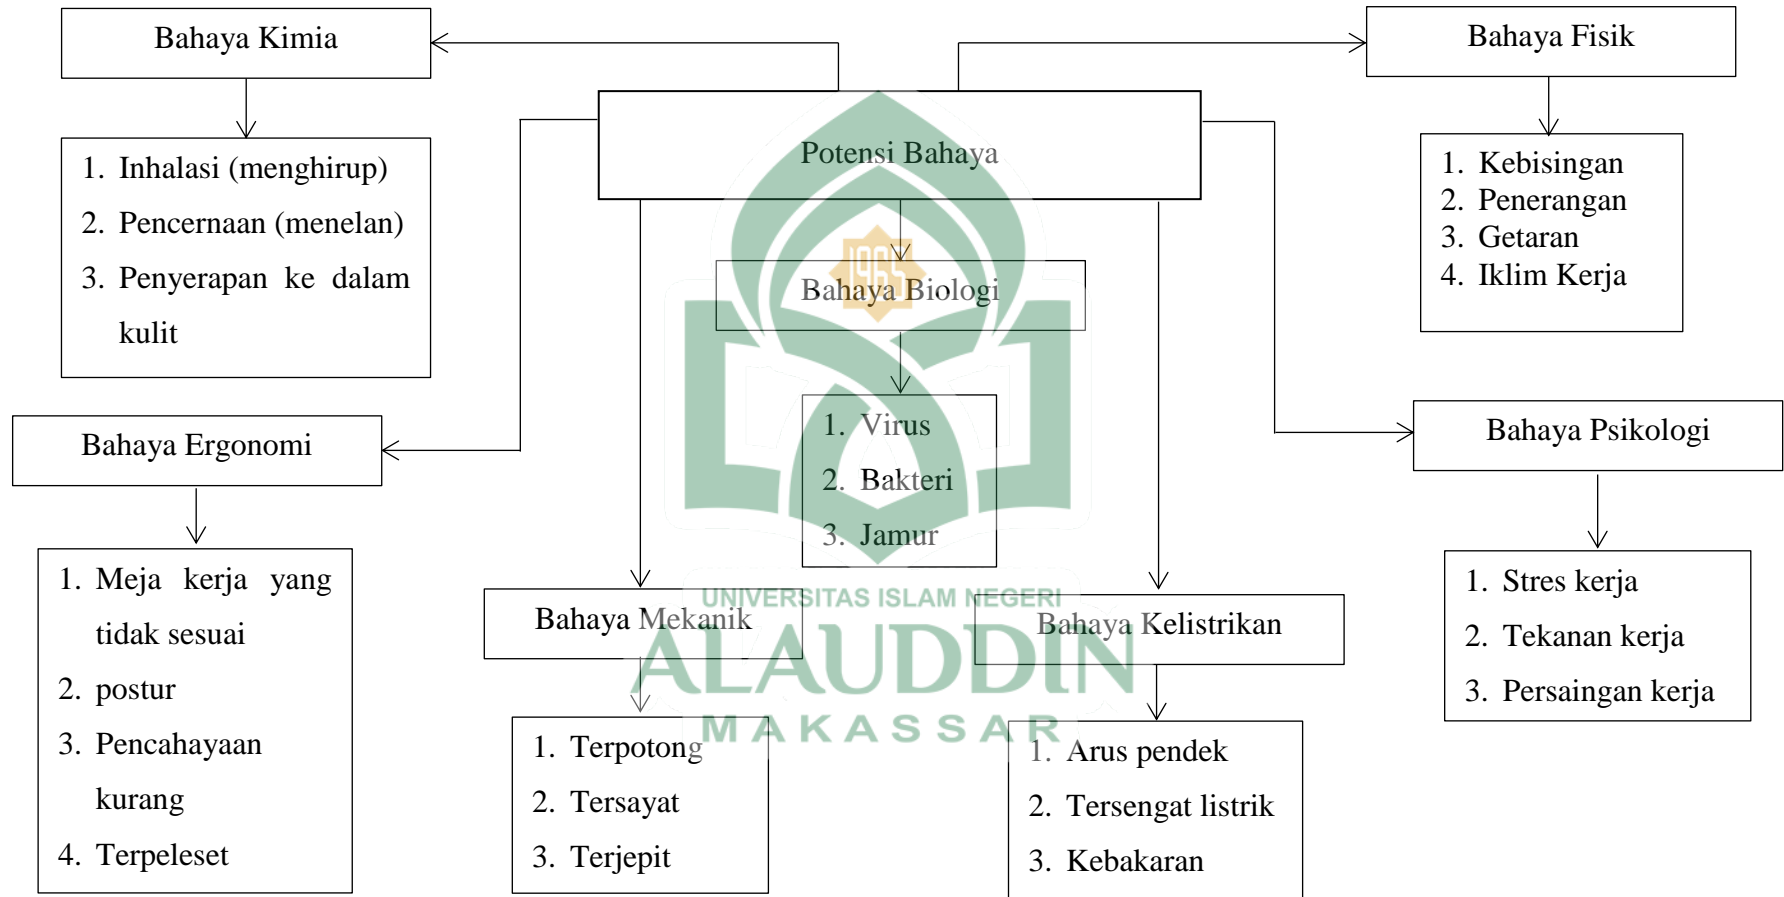 Bahaya Kimia
Bahaya Fisik
Potensi Bahaya
1. Inhalasi (menghirup)
2. Pencernaan (menelan)
3. Penyerapan ke dalam
kulit
1. Kebisingan
2. Penerangan
3. Getaran
4. Iklim Kerja
1965
Bahaya Biologi
1. Virus
2. Bakteri
3. Jamur
Bahaya Ergonomi
Bahaya Psikologi
1. Meja kerja yang
tidak sesuai
2. postur
3. Pencahayaan
kurang
4. Terpeleset
UNIVERSITAS ISLAM NEGERI
ALAUDDIN
MAKASSAR
Bahaya Mekanik
1. Terpotong
2. Tersayat
3. Terjepit
Bahaya Kelistrikan
1. Arus pendek
2. Tersengat listrik
3. Kebakaran
1. Stres kerja
2. Tekanan kerja
3. Persaingan kerja